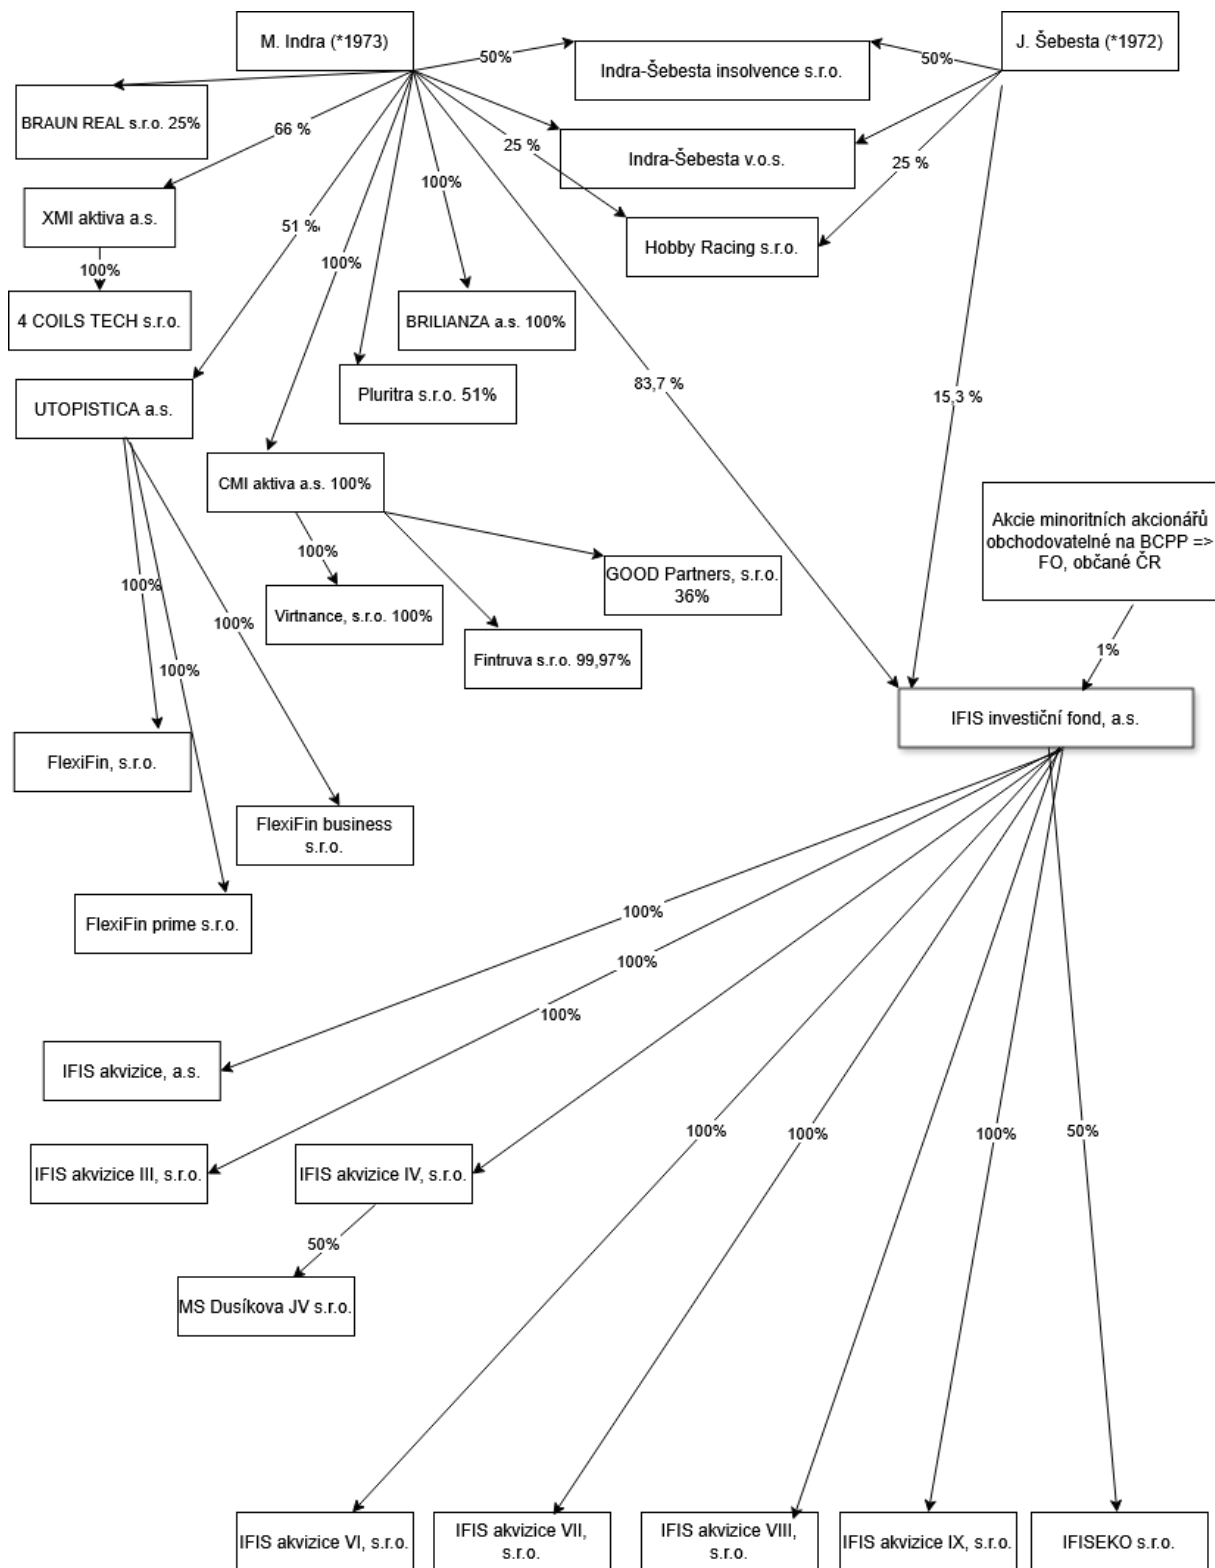 M. Indra (*1973)
J. Šebesta (*1972)
50%
Indra-Šebesta insolvence s.r.o.
50%
BRAUN REAL s.r.o. 25%
66 %
25 %
Indra-Šebesta v.o.s.
25 %
XMI aktiva a.s.
100%
51 %
Hobby Racing s.r.o.
100%
100%
4 COILS TECH s.r.o.
BRILIANZA a.s. 100%
UTOPISTICA a.s.
Pluritra s.r.o. 51%
83,7 %
15,3 %
CMI aktiva a.s. 100%
Akcie minoritních akcionářů
obchodovatelné na BCPP =>
FO, občané ČR
100%
GOOD Partners, s.r.o.
36%
100%
Virtnance, s.r.o. 100%
100%
Fintruva s.r.o. 99,97%
1%
100%
IFIS investiční fond, a.s.
FlexiFin, s.r.o.
FlexiFin business
s.r.o.
FlexiFin prime s.r.o.
100%
100%
100%
IFIS akvizice, a.s.
100%
100%
100%
50%
IFIS akvizice III, s.r.o.
IFIS akvizice IV, s.r.o.
50%
MS Dusíkova JV s.r.o.
IFIS akvizice VI, s.r.o.
IFIS akvizice VII,
s.r.o.
IFIS akvizice VIII,
s.r.o.
IFIS akvizice IX, s.r.o.
IFISEKO s.r.o.